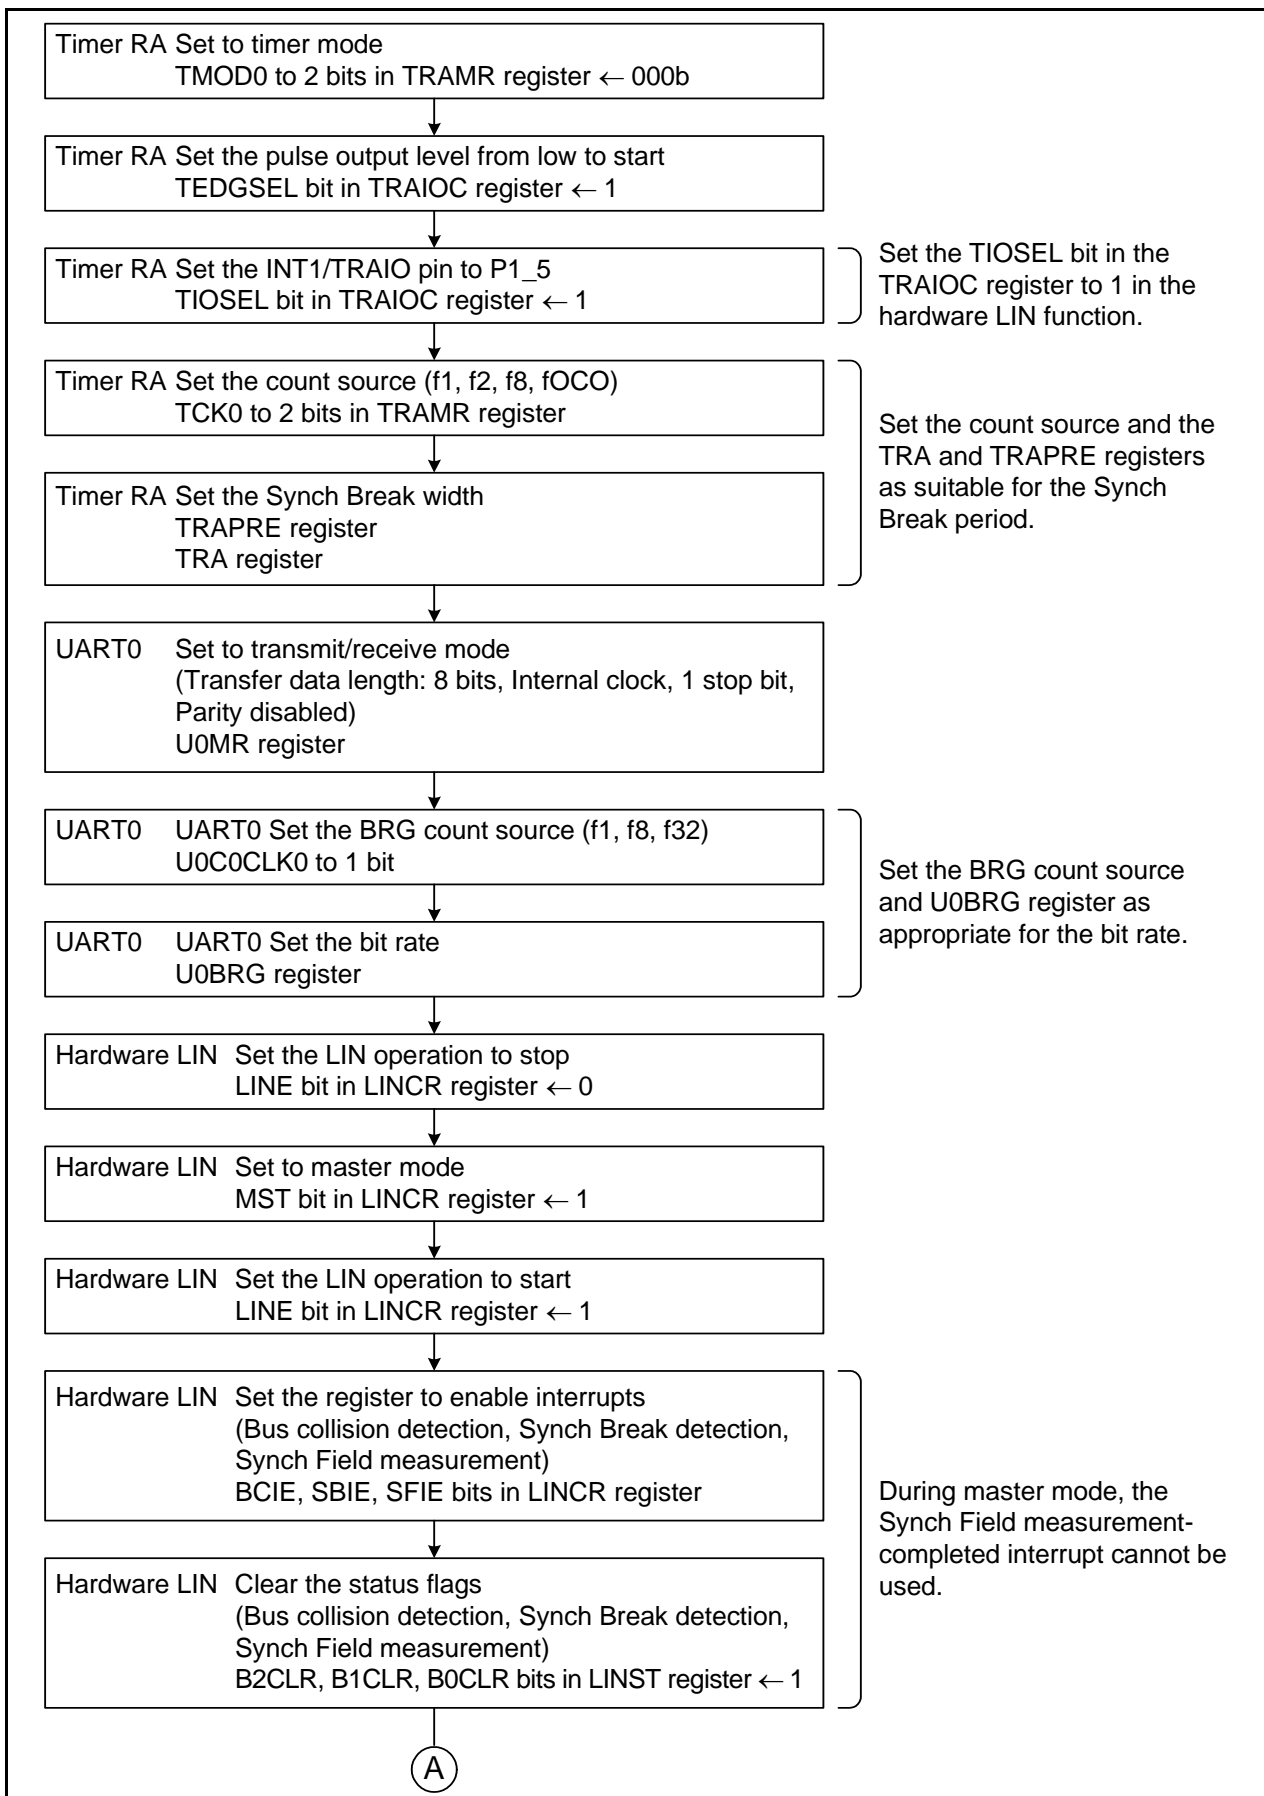 Timer RA Set to timer mode
TMOD0 to 2 bits in TRAMR register ← 000b
Timer RA Set the pulse output level from low to start
TEDGSEL bit in TRAIOC register ← 1
Timer RA Set the INT1/TRAIO pin to P1_5
TIOSEL bit in TRAIOC register ← 1
Set the TIOSEL bit in the
TRAIOC register to 1 in the
hardware LIN function.
Timer RA Set the count source (f1, f2, f8, fOCO)
TCK0 to 2 bits in TRAMR register
Timer RA Set the Synch Break width
TRAPRE register
TRA register
Set the count source and the
TRA and TRAPRE registers
as suitable for the Synch
Break period.
UART0 Set to transmit/receive mode
(Transfer data length: 8 bits, Internal clock, 1 stop bit,
Parity disabled)
U0MR register
UART0 UART0 Set the BRG count source (f1, f8, f32)
U0C0CLK0 to 1 bit
UART0 UART0 Set the bit rate
U0BRG register
Set the BRG count source
and U0BRG register as
appropriate for the bit rate.
Hardware LIN Set the LIN operation to stop
LINE bit in LINCR register ← 0
Hardware LIN Set to master mode
MST bit in LINCR register ← 1
Hardware LIN Set the LIN operation to start
LINE bit in LINCR register ← 1
Hardware LIN Set the register to enable interrupts
(Bus collision detection, Synch Break detection,
Synch Field measurement)
BCIE, SBIE, SFIE bits in LINCR register
Hardware LIN Clear the status flags
(Bus collision detection, Synch Break detection,
Synch Field measurement)
B2CLR, B1CLR, B0CLR bits in LINST register ← 1
During master mode, the
Synch Field measurement-
completed interrupt cannot be
used.
A